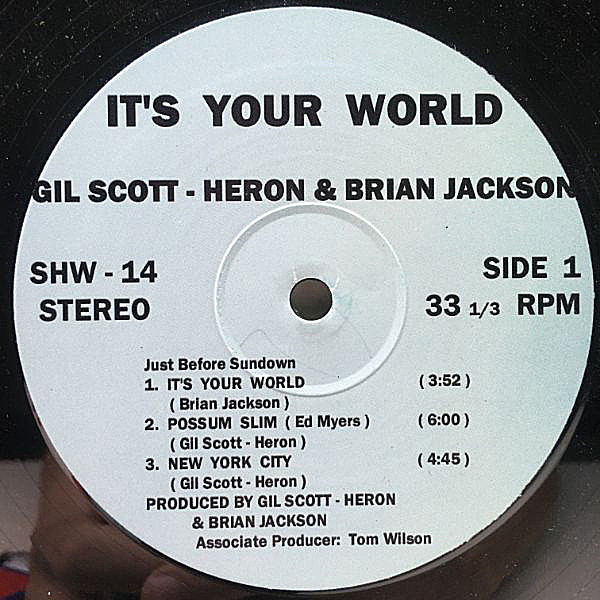 IT'S YOUR WORLD
GIL SCOTT - HERON & BRIAN JACKSON
SHW - 14
STEREO
SIDE 1
33 1/3 RPM
Just Before Sundown
1. IT'S YOUR WORLD ( 3:52 )
( Brian Jackson )
2. POSSUM SLIM ( Ed Myers ) ( 6:00 )
( Gil Scott - Heron )
3. NEW YORK CITY ( 4:45 )
( Gil Scott - Heron )
PRODUCED BY GIL SCOTT - HERON
& BRIAN JACKSON
Associate Producer: Tom Wilson